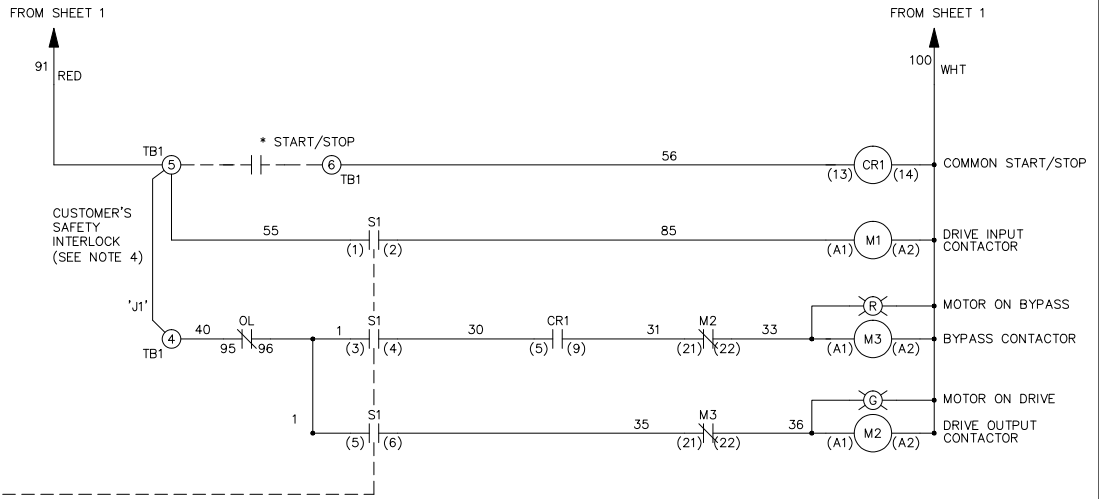 FROM SHEET 1
FROM SHEET 1
91
RED
100
WHT
* START/STOP
TB1
5
6
TB1
56
(13)
CR1
(14)
COMMON START/STOP
CUSTOMER'S
SAFETY
INTERLOCK
(SEE NOTE 4)
55
S1
(1)
(2)
85
(A1)
M1
(A2)
DRIVE INPUT
CONTACTOR
'J1'
R
MOTOR ON BYPASS
TB1
4
40
OL
95
96
1
S1
(3)
(4)
30
CR1
(5)
(9)
31
M2
(21)
(22)
33
(A1)
M3
(A2)
BYPASS CONTACTOR
G
MOTOR ON DRIVE
1
S1
(5)
(6)
35
M3
(21)
(22)
36
(A1)
M2
(A2)
DRIVE OUTPUT
CONTACTOR